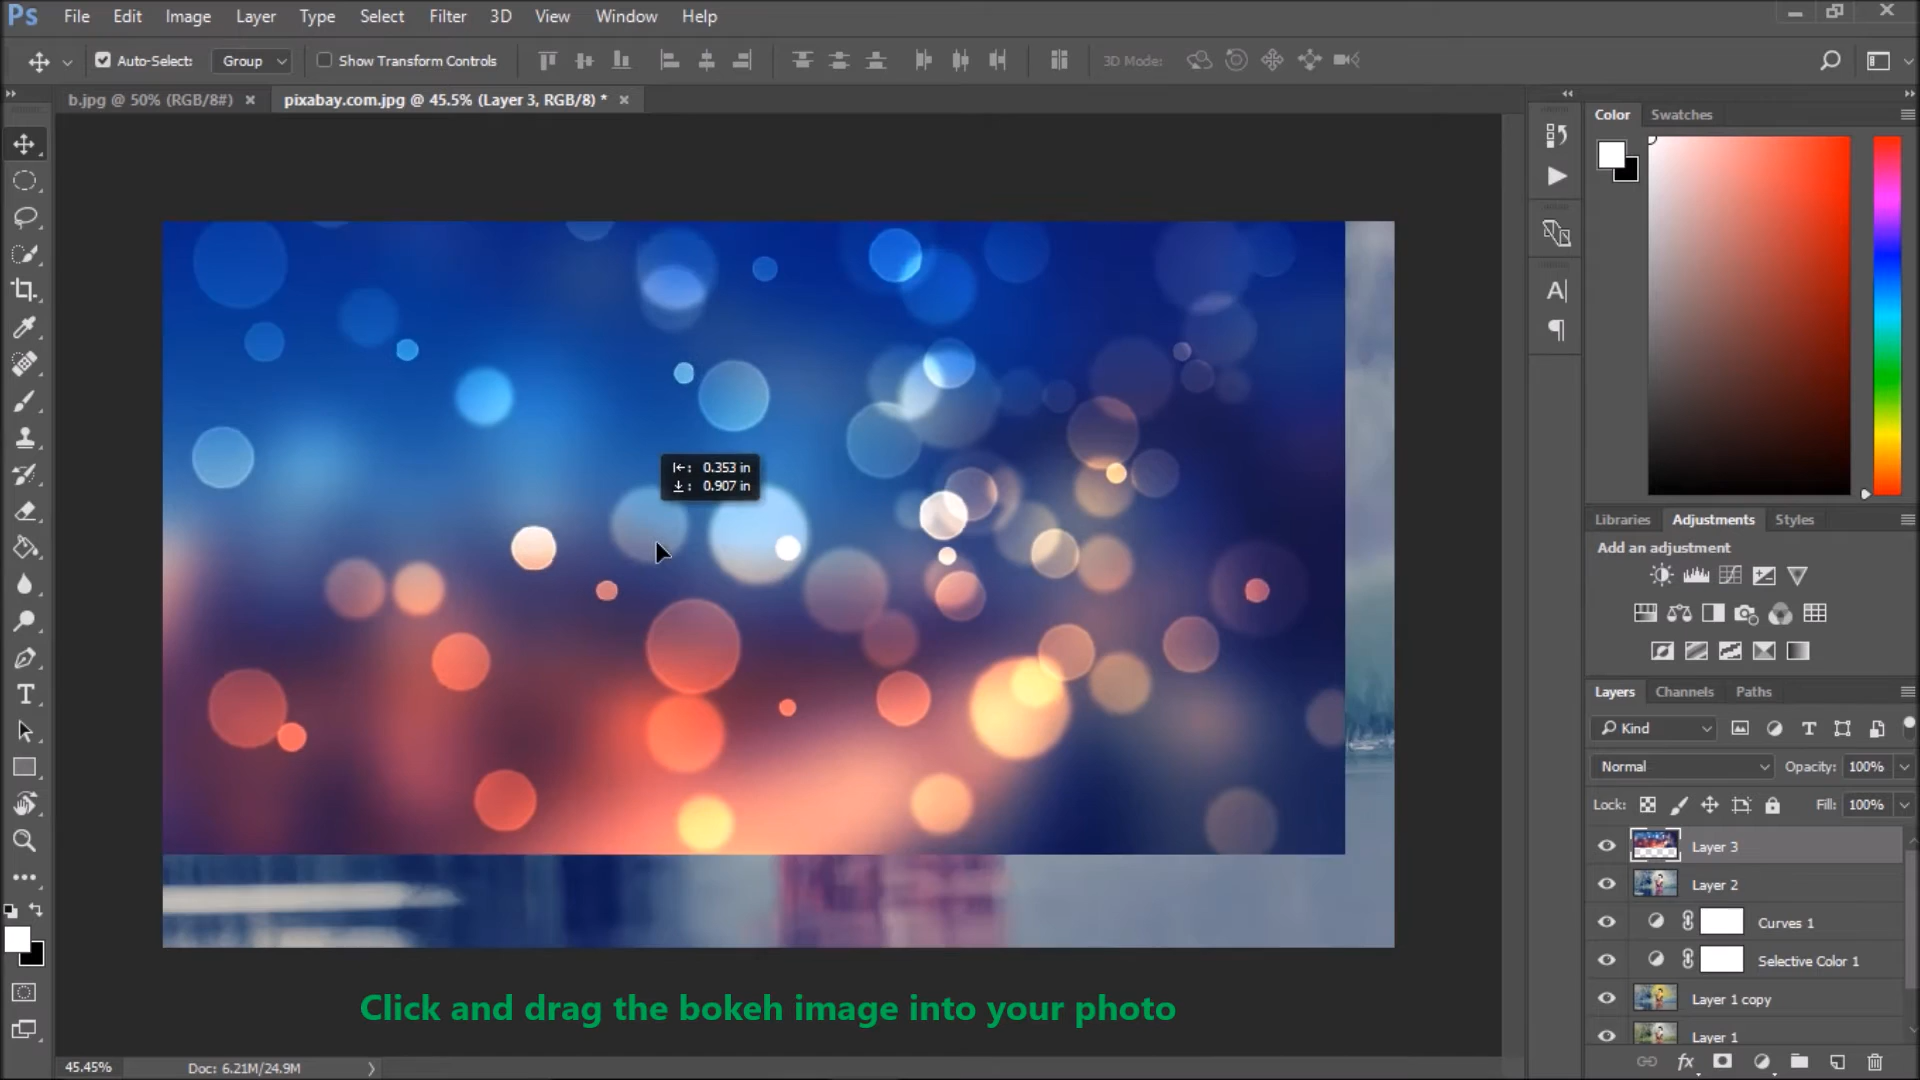 Ps File Edit Image Layer Type Select Filter 3D View Window Help
Auto-Select: Group Show Transform Controls 3D Mode:
b.jpg @ 50% (RGB/8#) × pixabay.com.jpg @ 45.5% (Layer 3, RGB/8) * ×
Color Swatches
0.353 in
0.907 in
Libraries Adjustments Styles
Add an adjustment
Layers Channels Paths
Kind
Normal Opacity: 100%
Lock: Fill: 100%
Layer 3
Layer 2
Curves 1
Selective Color 1
Layer 1 copy
Layer 1
Click and drag the bokeh image into your photo
45.45% Doc: 6.21M/24.9M